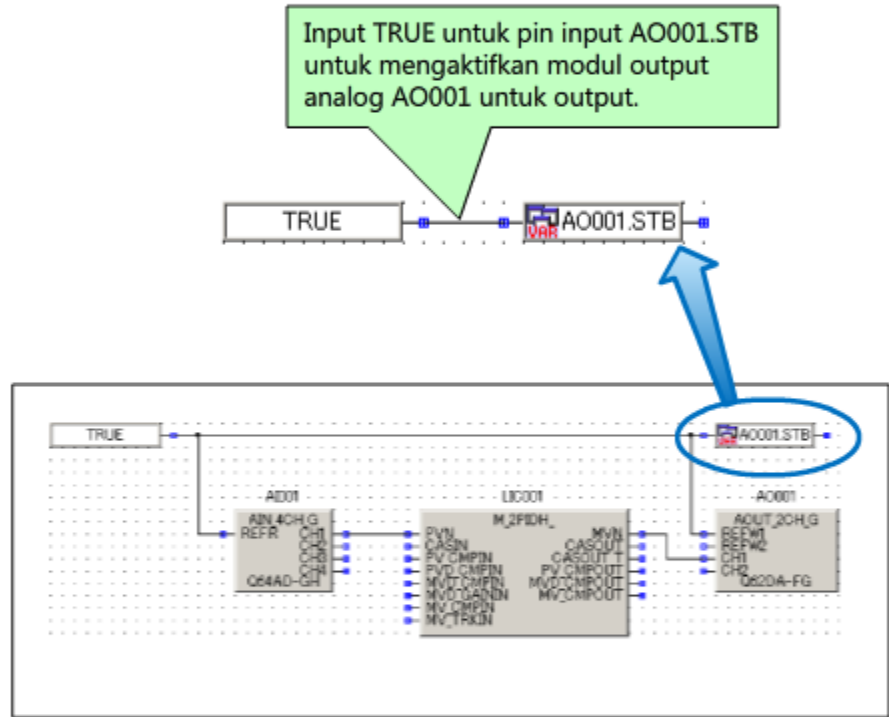 Input TRUE untuk pin input AO001.STB
untuk mengaktifkan modul output
analog AO001 untuk output.
TRUE
VAR
AO001.STB
TRUE
AO001.STB
LIC001
AO001
AIN_4CH_G
REFR CH1
CH2
CH3
CH4
Q64AD-GH
M_2PIDH_
PVN MVN
CASIN CASOUT
PV_CMPIN CASOUT_T
PVD_CMPIN PV_CMPOUT
MVD_CMPIN MVD_CMPOUT
MVD_GAININ MV_CMPOUT
MV_CMPIN
MV_TRKIN
AOUT_2CH_G
REFW1
REFW2
CH1
CH2
Q62DA-FG